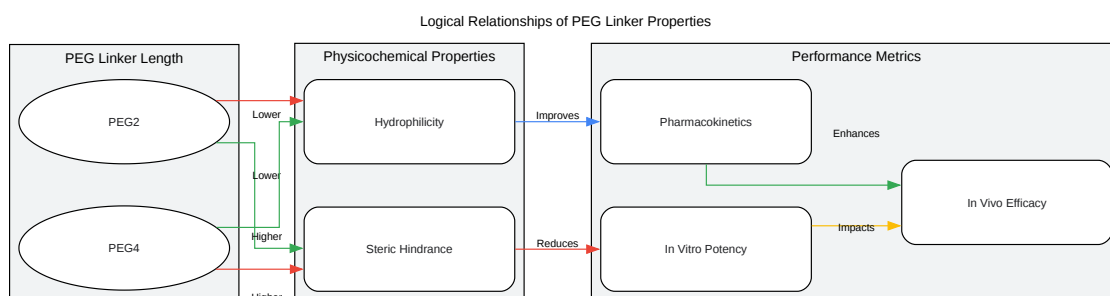 Logical Relationships of PEG Linker Properties
PEG Linker Length
Physicochemical Properties
Performance Metrics
PEG2
Lower
Hydrophilicity
Improves
Pharmacokinetics
Enhances
Lower
In Vivo Efficacy
PEG4
Higher
Steric Hindrance
Reduces
In Vitro Potency
Impacts
Higher